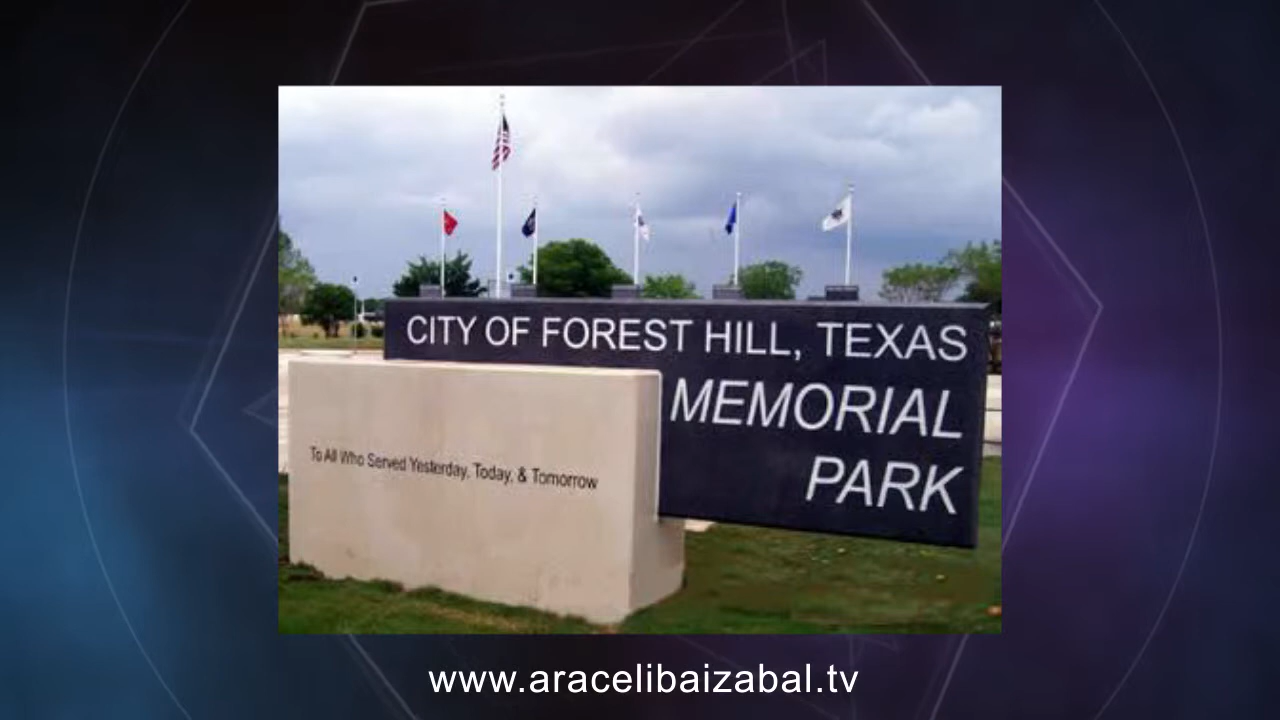 CITY OF FOREST HILL, TEXAS
MEMORIAL
PARK
To All Who Served Yesterday, Today, & Tomorrow
www.aracelibaizabal.tv